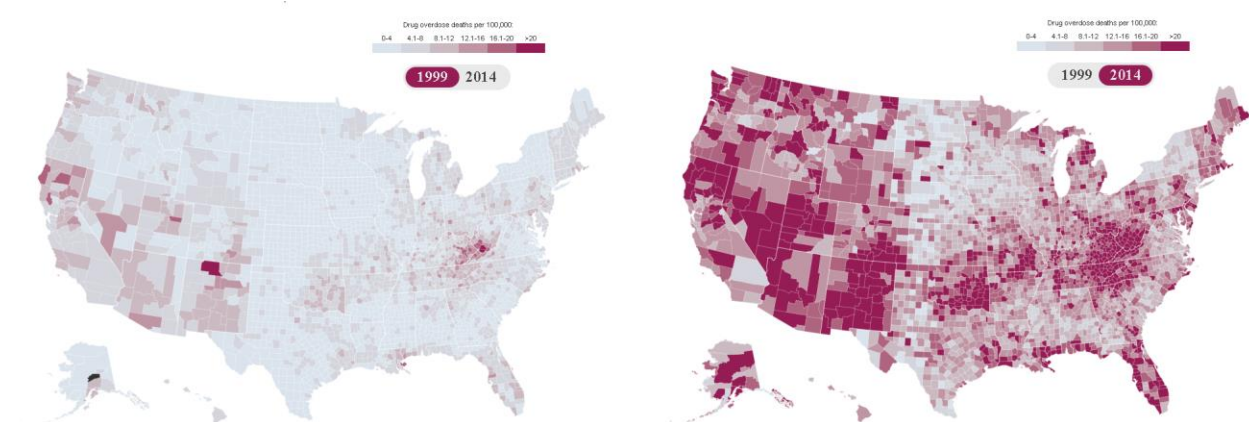 Drug overdose deaths per 100,000:
0-4 4.1-8 8.1-12 12.1-16 16.1-20 >20
1999 2014
Drug overdose deaths per 100,000:
0-4 4.1-8 8.1-12 12.1-16 16.1-20 >20
1999 2014